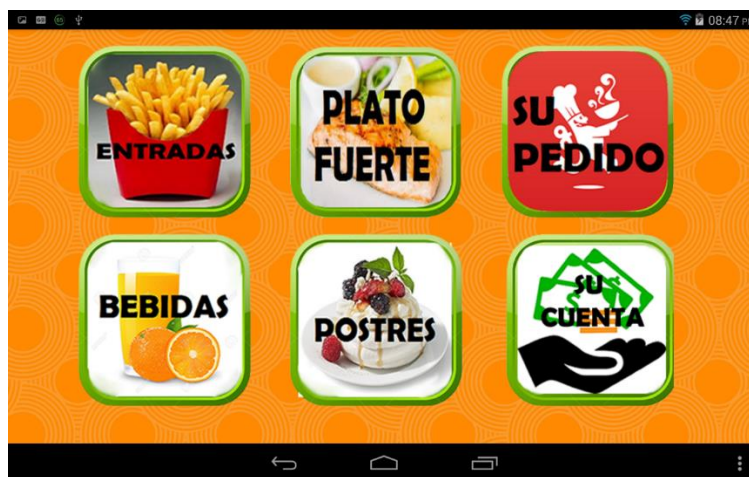 08:47 P
ENTRADAS
PLATO
FUERTE
SU
PEDIDO
BEBIDAS
POSTRES
SU
CUENTA